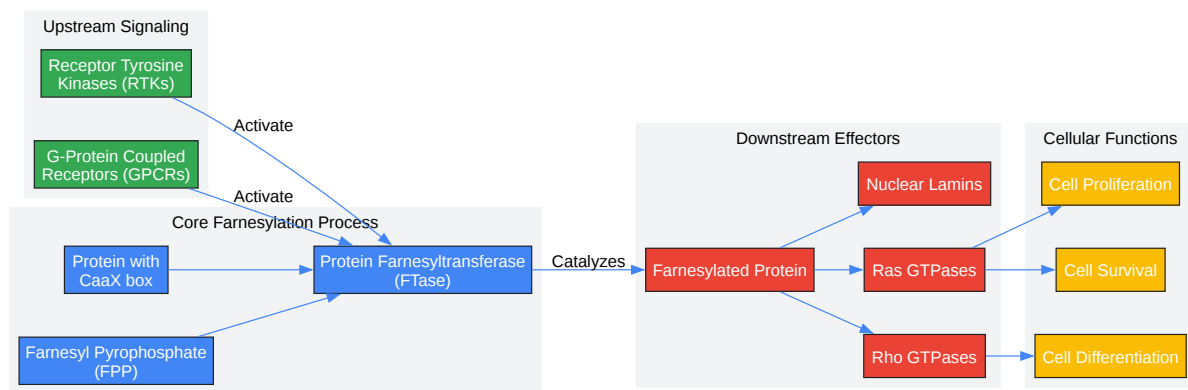 Upstream Signaling
Receptor Tyrosine
Kinases (RTKs)
Activate
G-Protein Coupled
Receptors (GPCRs)
Activate
Core Farnesylation Process
Protein with
CaaX box
Protein Farnesyltransferase
(FTase)
Farnesyl Pyrophosphate
(FPP)
Catalyzes
Downstream Effectors
Nuclear Lamins
Farnesylated Protein
Ras GTPases
Rho GTPases
Cellular Functions
Cell Proliferation
Cell Survival
Cell Differentiation